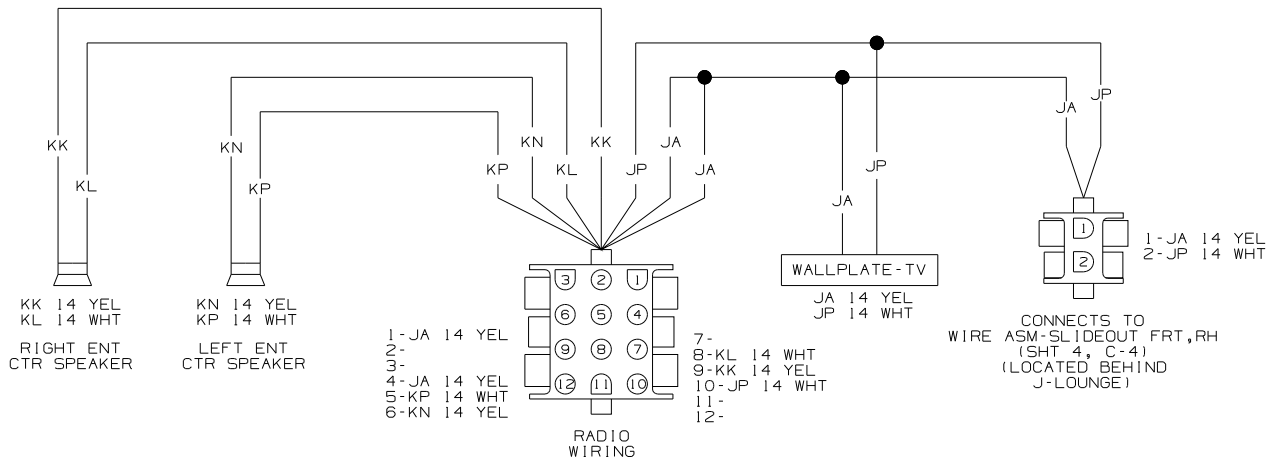 KK
KL
KN
KP
KP
KN
KL
KK
JP
JA
JA
JA
JP
JA
JP
KK 14 YEL
KL 14 WHT
RIGHT ENT
CTR SPEAKER
KN 14 YEL
KP 14 WHT
LEFT ENT
CTR SPEAKER
1-JA 14 YEL
2-
3-
4-JA 14 YEL
5-KP 14 WHT
6-KN 14 YEL
3 2 1
6 5 4
9 8 7
12 11 10
7-
8-KL 14 WHT
9-KK 14 YEL
10-JP 14 WHT
11-
12-
RADIO
WIRING
WALLPLATE-TV
JA 14 YEL
JP 14 WHT
1
2
1-JA 14 YEL
2-JP 14 WHT
CONNECTS TO
WIRE ASM-SLIDEOUT FRT,RH
(SHT 4, C-4)
(LOCATED BEHIND
J-LOUNGE)